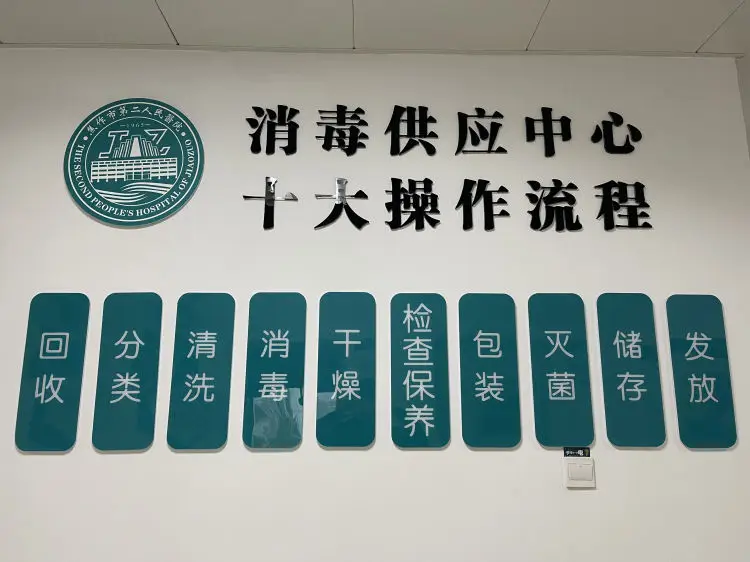 焦作市第二人民醫院
1963
THE SECOND PEOPLE'S HOSPITAL OF JIAOZUO
消毒供应中心
十大操作流程
回收
分类
清洗
消毒
干燥
检查保养
包装
灭菌
储存
发放